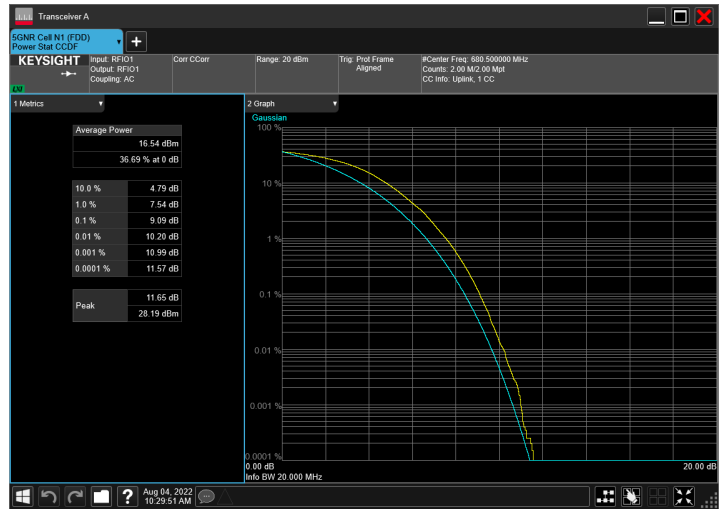 Transceiver A
5GNR Cell N1 (FDD)
Power Stat CCDF
KEYSIGHT
LXI
Input: RFIO1
Output: RFIO1
Coupling: AC
Corr CCorr
Range: 20 dBm
Trig: Prot Frame
Aligned
#Center Freq: 680.500000 MHz
Counts: 2.00 M/2.00 Mpt
CC Info: Uplink, 1 CC
1 Metrics
Average Power
16.54 dBm
36.69 % at 0 dB
10.0 % 4.79 dB
1.0 % 7.54 dB
0.1 % 9.09 dB
0.01 % 10.20 dB
0.001 % 10.99 dB
0.0001 % 11.57 dB
Peak 11.65 dB
28.19 dBm
2 Graph
Gaussian
100 %
10 %
1 %
0.1 %
0.01 %
0.001 %
0.0001 %
0.00 dB 20.00 dB
Info BW 20.000 MHz
? Aug 04, 2022
10:29:51 AM